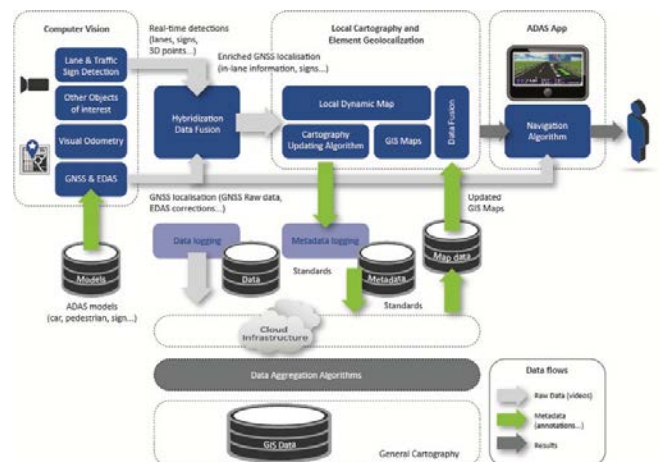 Computer Vision
Lane & Traffic
Sign Detection
Other Objects
of interest
Visual Odometry
GNSS & EDAS
Models
ADAS models
(car, pedestrian, sign...)
Real-time detections
(lanes, signs,
3D points...)
Enriched GNSS localisation
(in-lane information, signs...)
Hybridization
Data Fusion
GNSS localisation (GNSS Raw data,
EDAS corrections...)
Local Cartography and
Element Geolocalization
Local Dynamic Map
Cartography
Updating Algorithm
GIS Maps
Data Fusion
ADAS App
Navigation
Algorithm
Updated
GIS Maps
Data logging
Data
Metadata logging
Standards
Metadata
Standards
Map data
Cloud
Infrastructure
Data Aggregation Algorithms
GIS Data
General Cartography
Data flows
Raw Data (videos)
Metadata
(annotations...)
Results